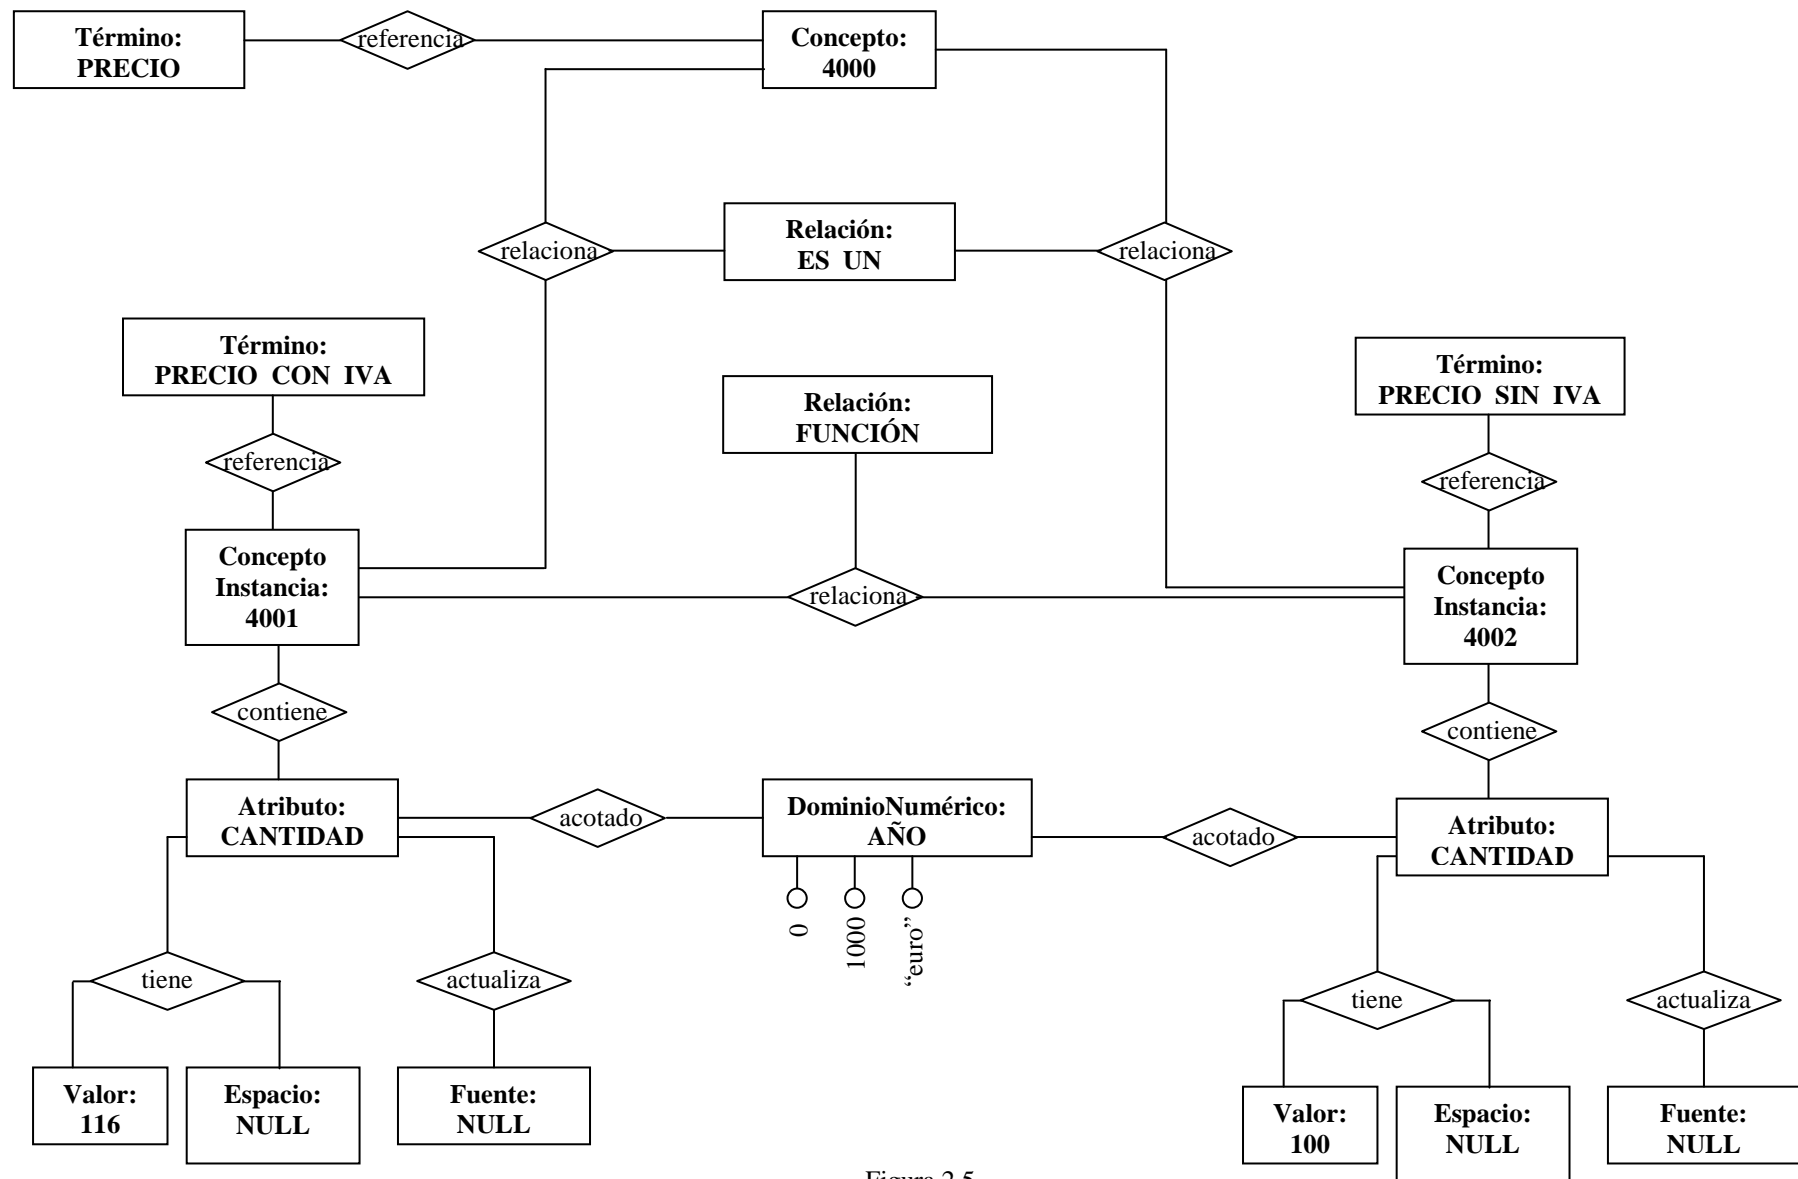 Término:
PRECIO
referencia
Concepto:
4000
relaciona
Relación:
ES UN
relaciona
Término:
PRECIO CON IVA
Relación:
FUNCIÓN
Término:
PRECIO SIN IVA
referencia
referencia
Concepto
Instancia:
4001
relaciona
Concepto
Instancia:
4002
contiene
contiene
Atributo:
CANTIDAD
acotado
DominioNumérico:
AÑO
acotado
Atributo:
CANTIDAD
0
1000
“euro”
tiene
actualiza
tiene
actualiza
Valor:
116
Espacio:
NULL
Fuente:
NULL
Valor:
100
Espacio:
NULL
Fuente:
NULL
Figura 2.5